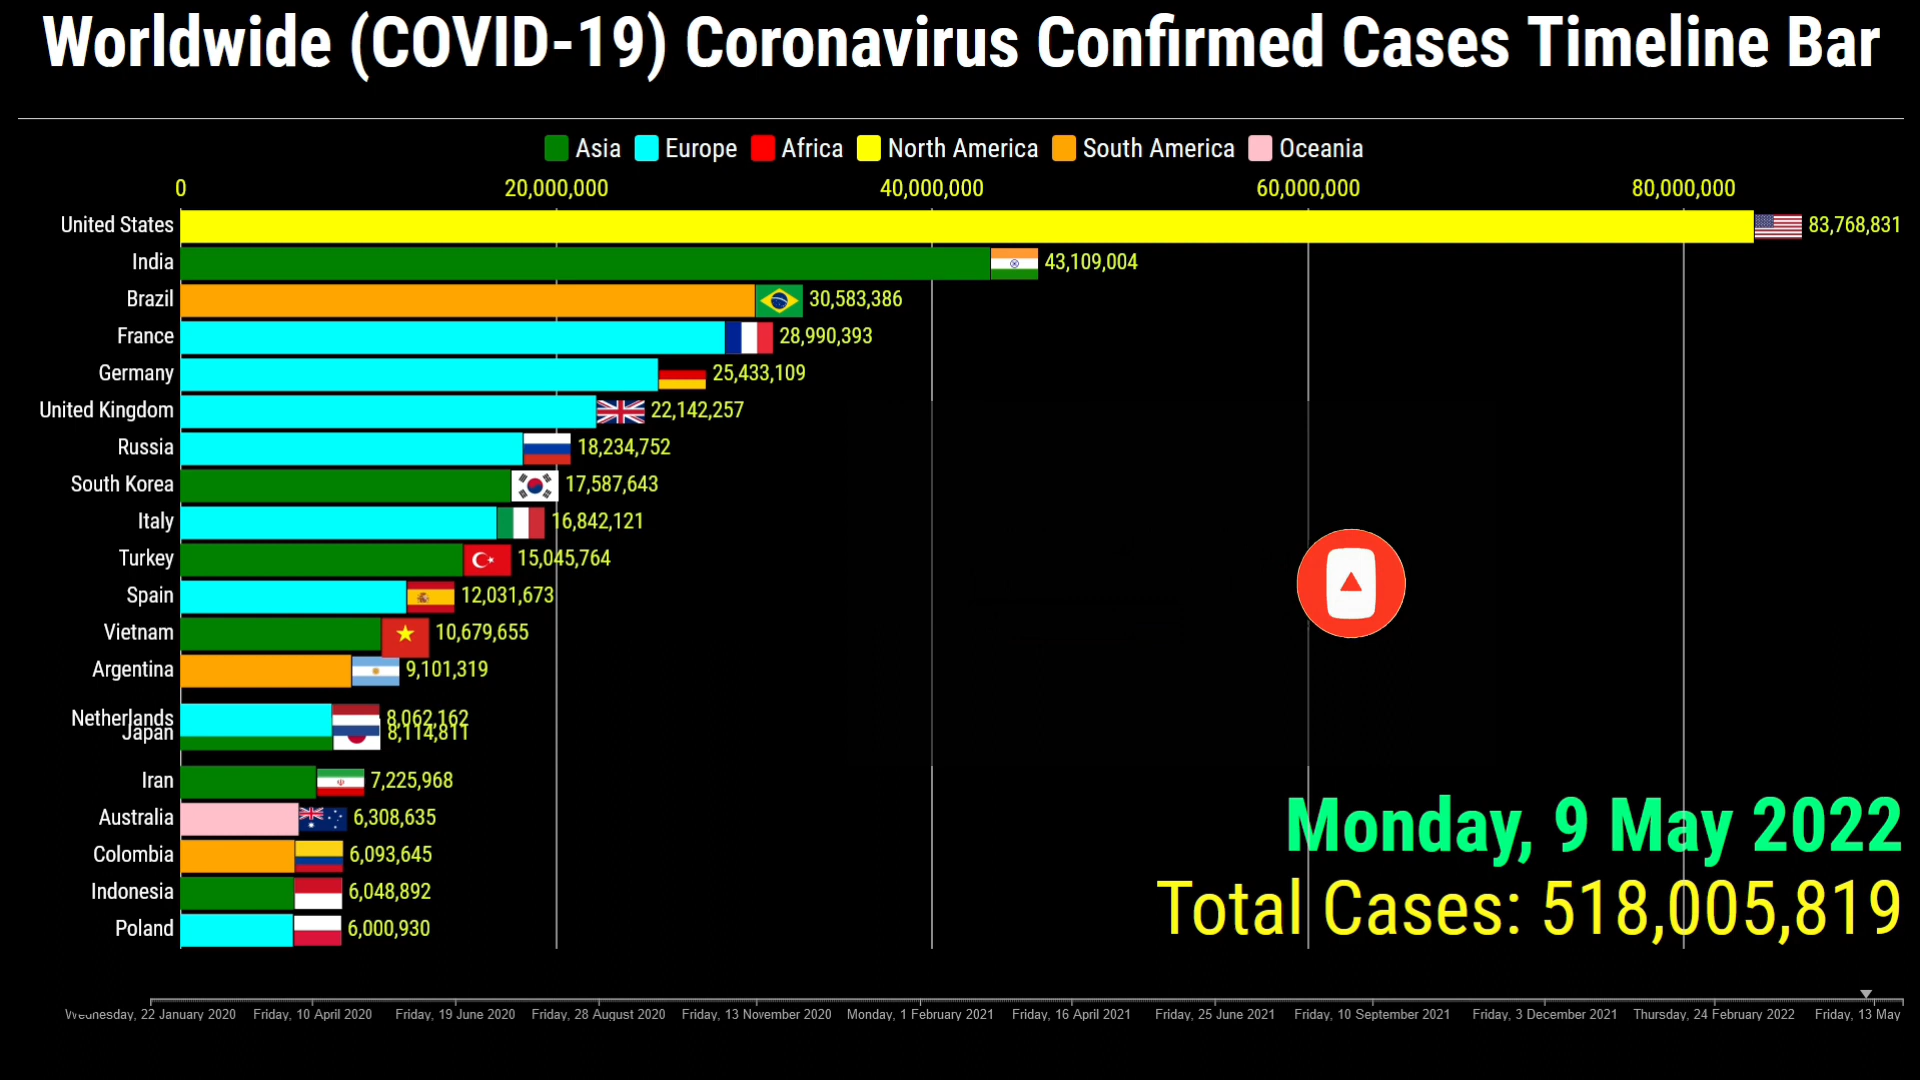 Worldwide (COVID-19) Coronavirus Confirmed Cases Timeline Bar
Asia Europe Africa North America South America Oceania
0 20,000,000 40,000,000 60,000,000 80,000,000
United States 83,768,831
India 43,109,004
Brazil 30,583,386
France 28,990,393
Germany 25,433,109
United Kingdom 22,142,257
Russia 18,234,752
South Korea 17,587,643
Italy 16,842,121
Turkey 15,045,764
Spain 12,031,673
Vietnam 10,679,655
Argentina 9,101,319
Netherlands 8,062,162
Japan 8,114,811
Iran 7,225,968
Australia 6,308,635
Colombia 6,093,645
Indonesia 6,048,892
Poland 6,000,930
Monday, 9 May 2022
Total Cases: 518,005,819
Wednesday, 22 January 2020 Friday, 10 April 2020 Friday, 19 June 2020 Friday, 28 August 2020 Friday, 13 November 2020 Monday, 1 February 2021 Friday, 16 April 2021 Friday, 25 June 2021 Friday, 10 September 2021 Friday, 3 December 2021 Thursday, 24 February 2022 Friday, 13 May